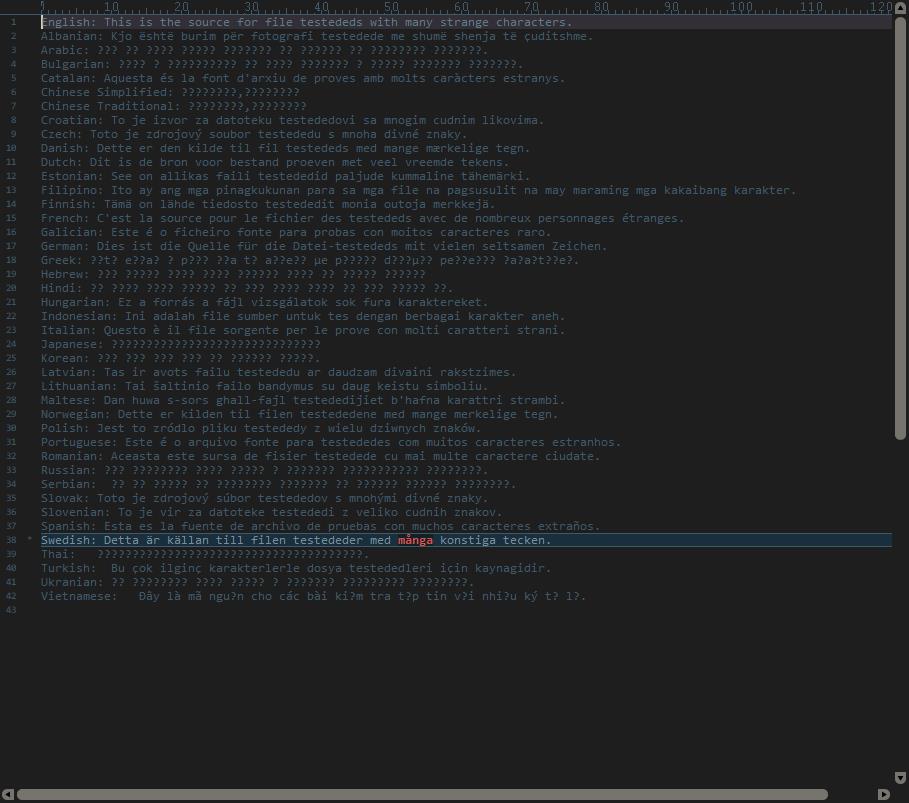 0 10 20 30 40 50 60 70 80 90 100 110 120
1 English: This is the source for file testededs with many strange characters.
2 Albanian: Kjo është burim për fotografi testedede me shumë shenja të çuditshme.
3 Arabic: ??? ?? ???? ????? ??????? ?? ?????? ?? ???????? ???????.
4 Bulgarian: ???? ? ?????????? ?? ???? ??????? ? ????? ??????? ???????.
5 Catalan: Aquesta és la font d'arxiu de proves amb molts caràcters estranys.
6 Chinese Simplified: ????????,????????
7 Chinese Traditional: ????????,????????
8 Croatian: To je izvor za datoteku testededovi sa mnogim cudnim likovima.
9 Czech: Toto je zdrojový soubor testededu s mnoha divné znaky.
10 Danish: Dette er den kilde til fil testededs med mange mærkelige tegn.
11 Dutch: Dit is de bron voor bestand proeven met veel vreemde tekens.
12 Estonian: See on allikas faili testededid paljude kummaline tähemärki.
13 Filipino: Ito ay ang mga pinagkukunan para sa mga file na pagsusulit na may maraming mga kakaibang karakter.
14 Finnish: Tämä on lähde tiedosto testededit monia outoja merkkejä.
15 French: C'est la source pour le fichier des testededs avec de nombreux personnages étranges.
16 Galician: Este é o ficheiro fonte para probas con moitos caracteres raro.
17 German: Dies ist die Quelle für die Datei-testededs mit vielen seltsamen Zeichen.
18 Greek: ??t? e??a? ? p??? ??a t? a??e?? µe p????? d???µ?? pe??e??? ?a?a?t??e?.
19 Hebrew: ??? ????? ???? ???? ?????? ???? ?? ????? ??????
20 Hindi: ?? ???? ???? ????? ?? ??? ???? ???? ?? ??? ????? ??.
21 Hungarian: Ez a forrás a fájl vizsgálatok sok fura karaktereket.
22 Indonesian: Ini adalah file sumber untuk tes dengan berbagai karakter aneh.
23 Italian: Questo è il file sorgente per le prove con molti caratteri strani.
24 Japanese: ??????????????????????????????
25 Korean: ??? ??? ??? ??? ?? ?????? ?????.
26 Latvian: Tas ir avots failu testededu ar daudzam divaini rakstzimes.
27 Lithuanian: Tai šaltinio failo bandymus su daug keistu simboliu.
28 Maltese: Dan huwa s-sors ghall-fajl testededijiet b'hafna karattri strambi.
29 Norwegian: Dette er kilden til filen testededene med mange merkelige tegn.
30 Polish: Jest to zródlo pliku testededy z wielu dziwnych znaków.
31 Portuguese: Este é o arquivo fonte para testededes com muitos caracteres estranhos.
32 Romanian: Aceasta este sursa de fisier testedede cu mai multe caractere ciudate.
33 Russian: ??? ???????? ???? ????? ? ??????? ??????????? ????????.
34 Serbian:  ?? ?? ????? ?? ???????? ??????? ?? ?????? ?????? ????????.
35 Slovak: Toto je zdrojový súbor testededov s mnohými divné znaky.
36 Slovenian: To je vir za datoteke testededi z veliko cudnih znakov.
37 Spanish: Esta es la fuente de archivo de pruebas con muchos caracteres extraños.
38 * Swedish: Detta är källan till filen testededer med många konstiga tecken.
39 Thai:   ??????????????????????????????????????.
40 Turkish:  Bu çok ilginç karakterlerle dosya testededleri için kaynagidir.
41 Ukranian: ?? ???????? ???? ????? ? ??????? ????????? ????????.
42 Vietnamese:   Ðây là mã ngu?n cho các bài ki?m tra t?p tin v?i nhi?u ký t? l?.
43